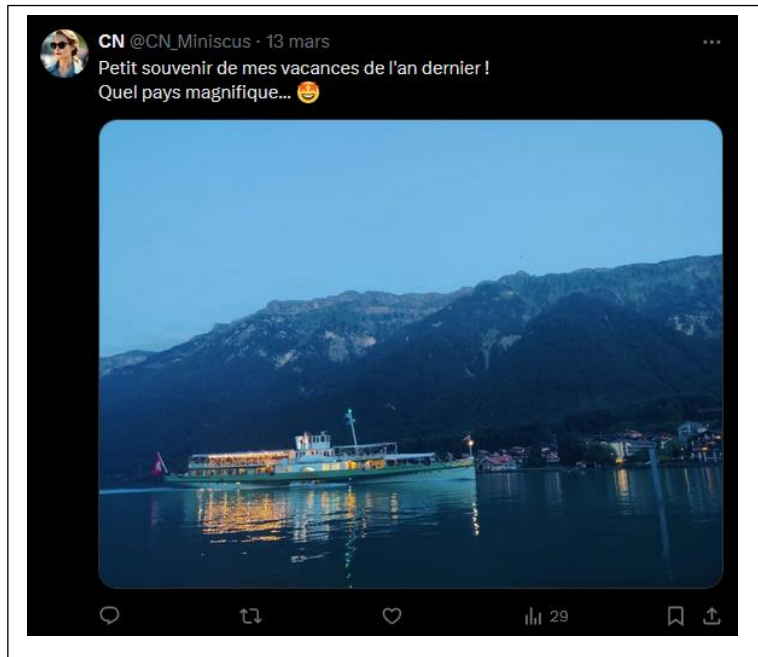 CN @CN_Miniscus · 13 mars
Petit souvenir de mes vacances de l'an dernier !
Quel pays magnifique... 🤩
29